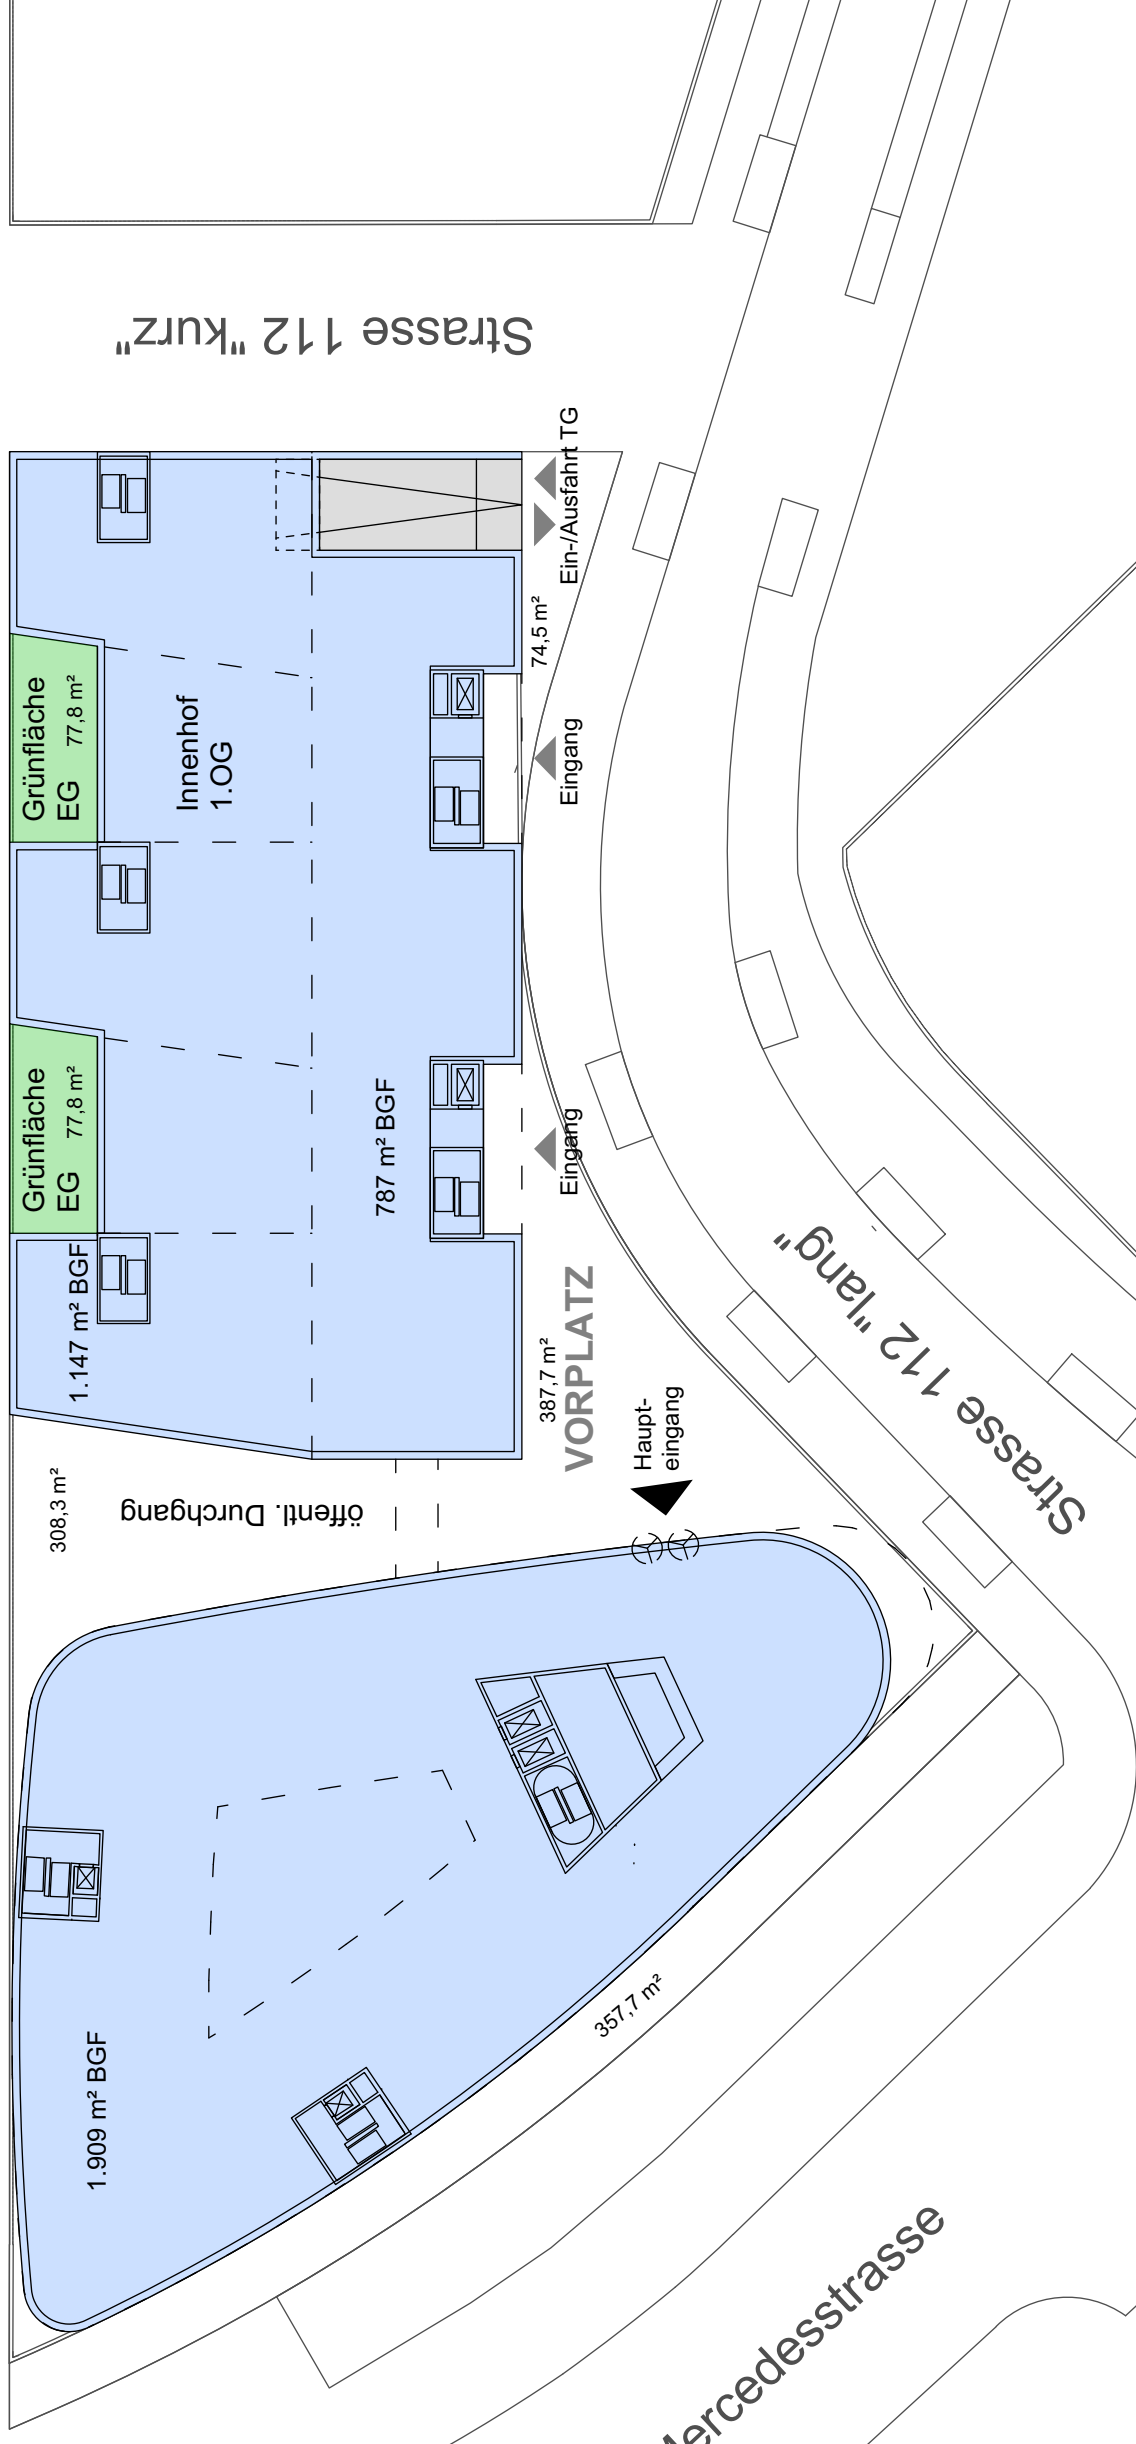 Strasse 112 "kurz"
Ein-/Ausfahrt TG
74,5 m²
Grünfläche
EG
77,8 m²
Innenhof
1.OG
Eingang
Grünfläche
EG
77,8 m²
787 m² BGF
Eingang
1.147 m² BGF
387,7 m²
VORPLATZ
Haupt-
eingang
Strasse 112 "lang"
308,3 m²
öffentl. Durchgang
1.909 m² BGF
357,7 m²
Mercedesstrasse